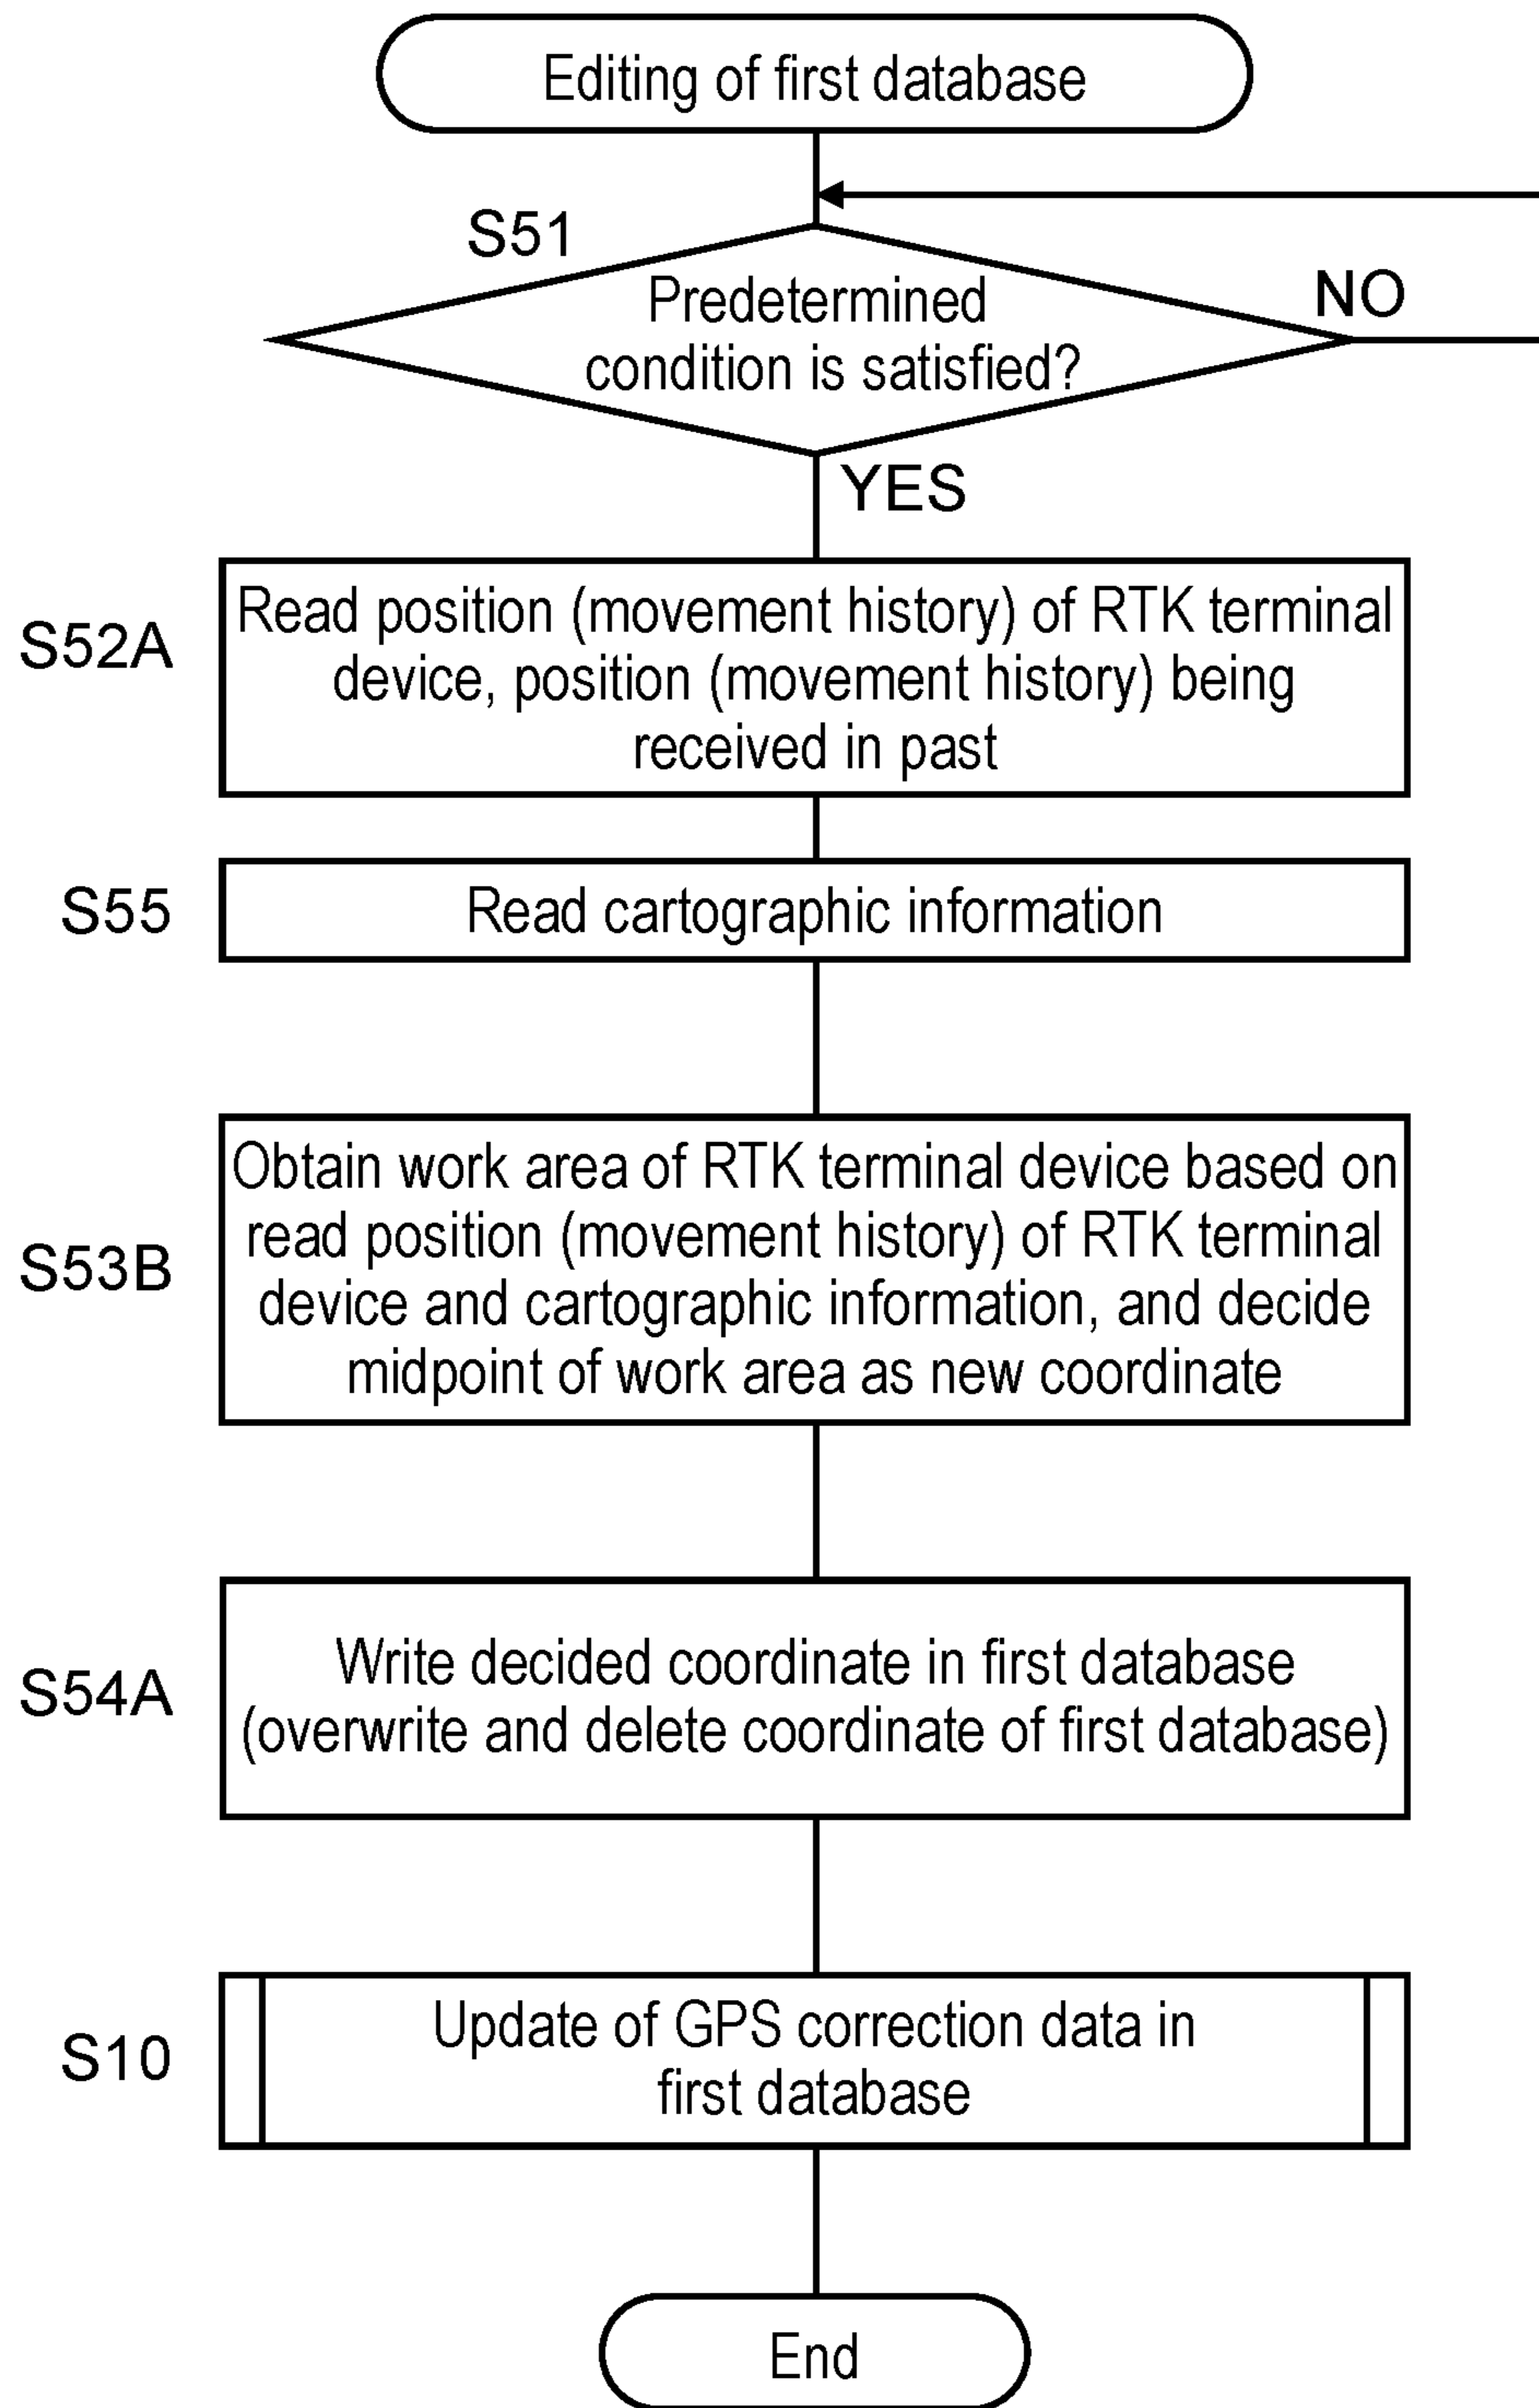 Editing of first database
S51
Predetermined
condition is satisfied?
NO
YES
S52A
Read position (movement history) of RTK terminal
device, position (movement history) being
received in past
S55
Read cartographic information
S53B
Obtain work area of RTK terminal device based on
read position (movement history) of RTK terminal
device and cartographic information, and decide
midpoint of work area as new coordinate
S54A
Write decided coordinate in first database
(overwrite and delete coordinate of first database)
S10
Update of GPS correction data in
first database
End